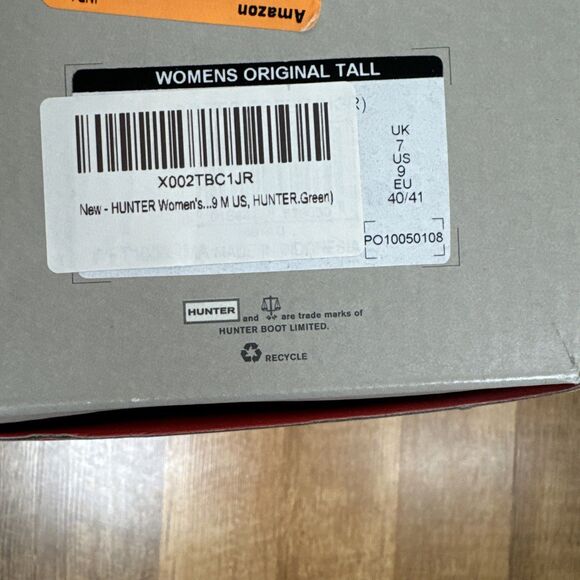 Amazon
WOMENS ORIGINAL TALL
R)
X002TBC1JR
New - HUNTER Women's...9 M US, HUNTER.Green)
UK
7
US
9
EU
40/41
PO10050108
HUNTER and are trade marks of
HUNTER BOOT LIMITED.
RECYCLE